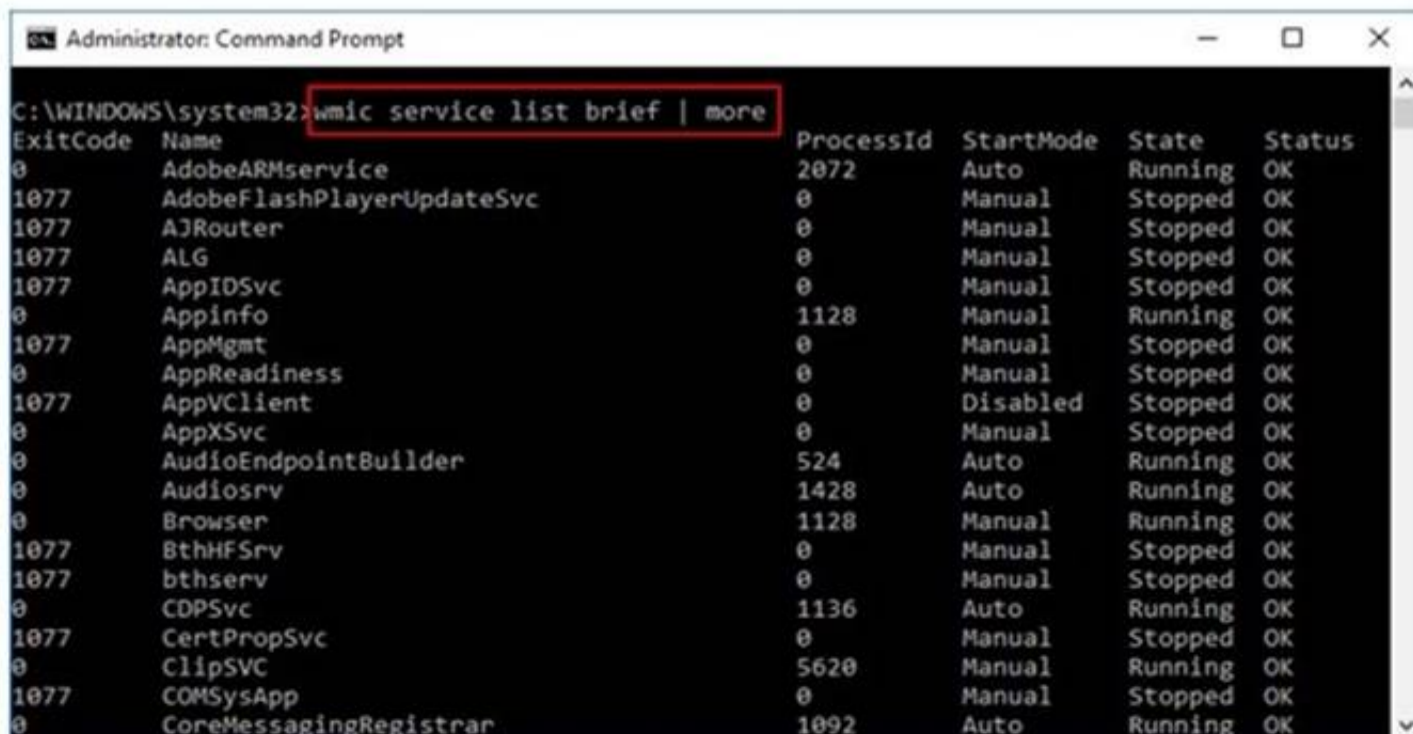 Administrator: Command Prompt
C:\WINDOWS\system32>wmic service list brief | more
ExitCode Name ProcessId StartMode State Status
0 AdobeARMservice 2072 Auto Running OK
1077 AdobeFlashPlayerUpdateSvc 0 Manual Stopped OK
1077 AJRouter 0 Manual Stopped OK
1077 ALG 0 Manual Stopped OK
1077 AppIDSvc 0 Manual Stopped OK
0 Appinfo 1128 Manual Running OK
1077 AppMgmt 0 Manual Stopped OK
0 AppReadiness 0 Manual Stopped OK
1077 AppVClient 0 Disabled Stopped OK
0 AppXSvc 0 Manual Stopped OK
0 AudioEndpointBuilder 524 Auto Running OK
0 Audiosrv 1428 Auto Running OK
0 Browser 1128 Manual Running OK
1077 BthHFSrv 0 Manual Stopped OK
1077 bthserv 0 Manual Stopped OK
0 CDPSvc 1136 Auto Running OK
1077 CertPropSvc 0 Manual Stopped OK
0 ClipSVC 5620 Manual Running OK
1077 COMSysApp 0 Manual Stopped OK
0 CoreMessagingRegistrar 1092 Auto Running OK